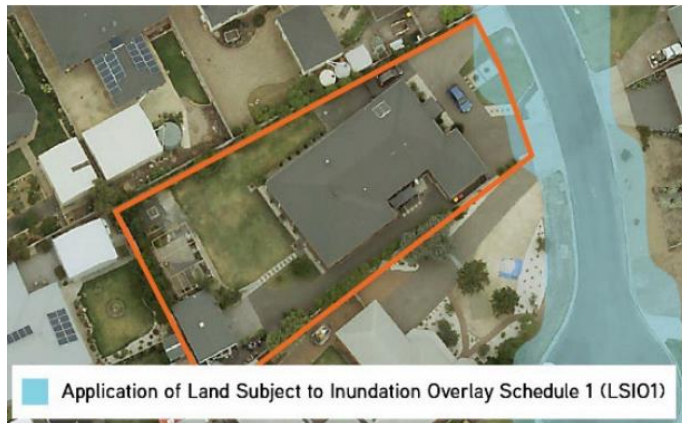 Application of Land Subject to Inundation Overlay Schedule 1 (LSIO1)